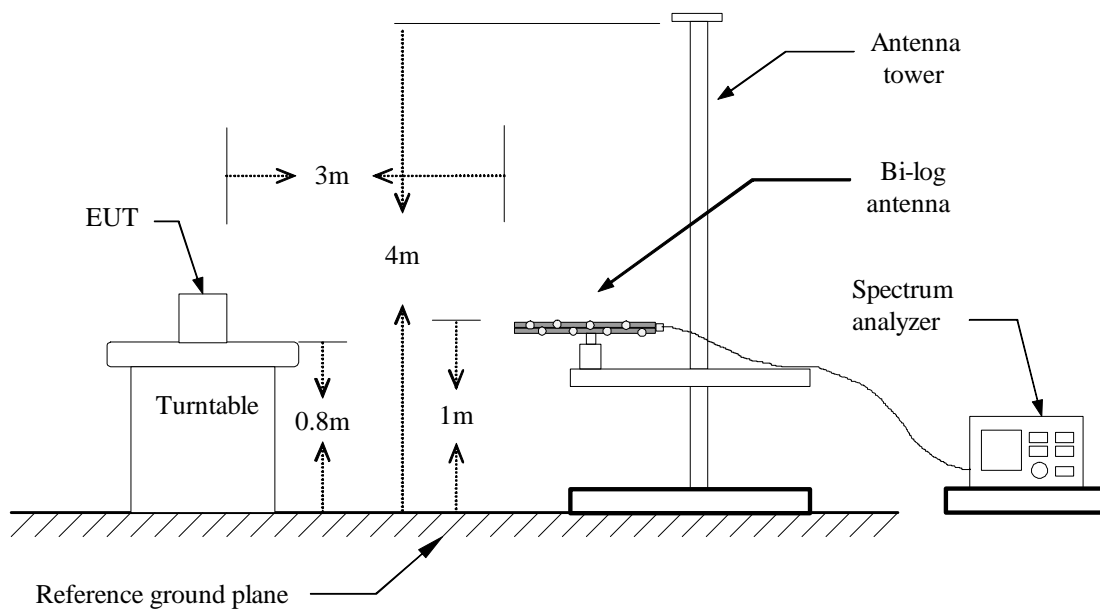 Antenna
tower
3m
Bi-log
antenna
EUT
4m
Spectrum
analyzer
Turntable
0.8m
1m
Reference ground plane